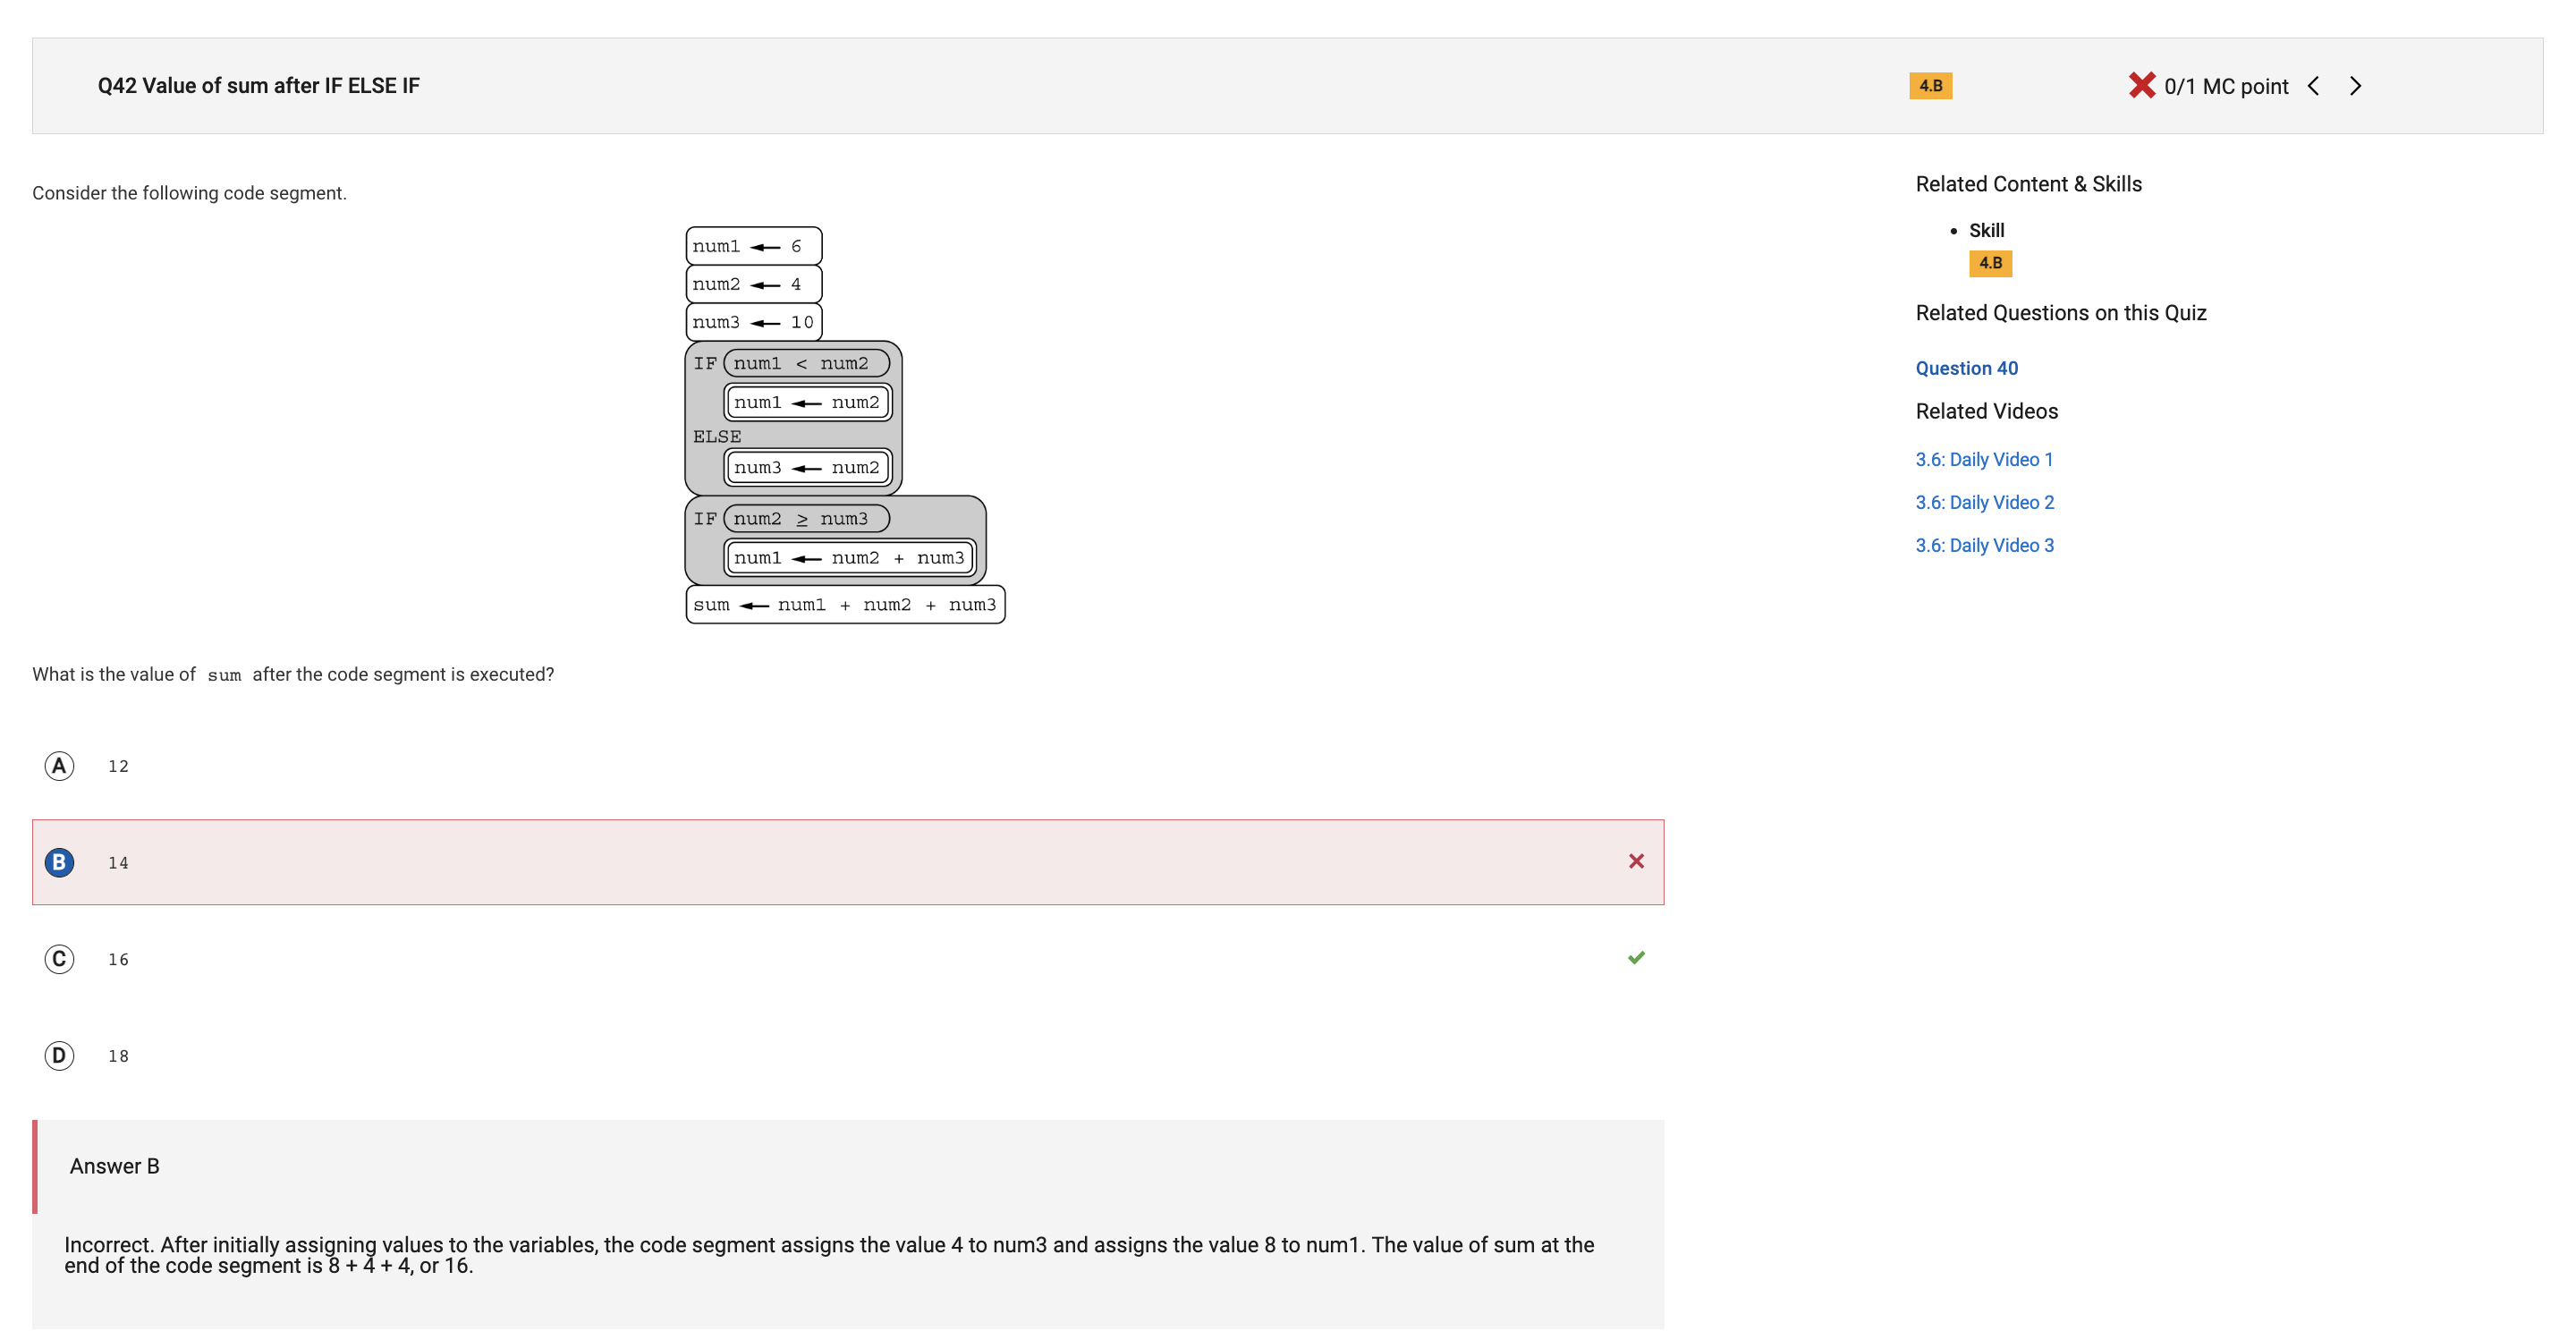 Q42 Value of sum after IF ELSE IF
4.B
0/1 MC point
Consider the following code segment.
num1 ← 6
num2 ← 4
num3 ← 10
IF num1 < num2
num1 ← num2
ELSE
num3 ← num2
IF num2 ≥ num3
num1 ← num2 + num3
sum ← num1 + num2 + num3
What is the value of sum after the code segment is executed?
A 12
B 14
C 16
D 18
Answer B
Incorrect. After initially assigning values to the variables, the code segment assigns the value 4 to num3 and assigns the value 8 to num1. The value of sum at the
end of the code segment is 8 + 4 + 4, or 16.
Related Content & Skills
• Skill
4.B
Related Questions on this Quiz
Question 40
Related Videos
3.6: Daily Video 1
3.6: Daily Video 2
3.6: Daily Video 3